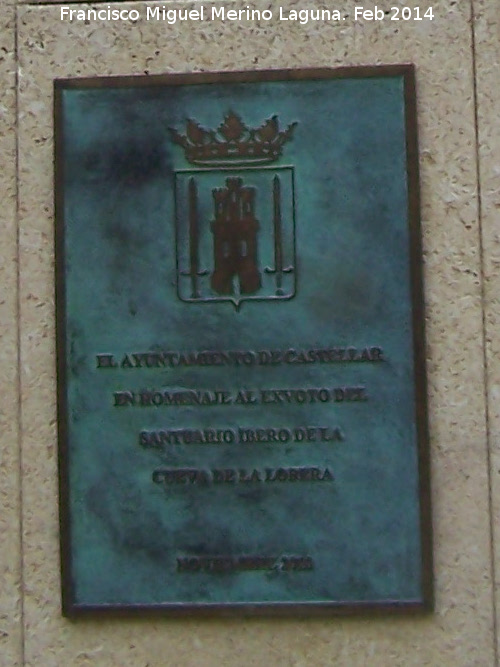 Francisco Miguel Merino Laguna. Feb 2014
EL AYUNTAMIENTO DE CASTELLAR
EN HOMENAJE AL EXVOTO DEL
SANTUARIO IBERO DE LA
CUEVA DE LA LOBERA
NOVIEMBRE